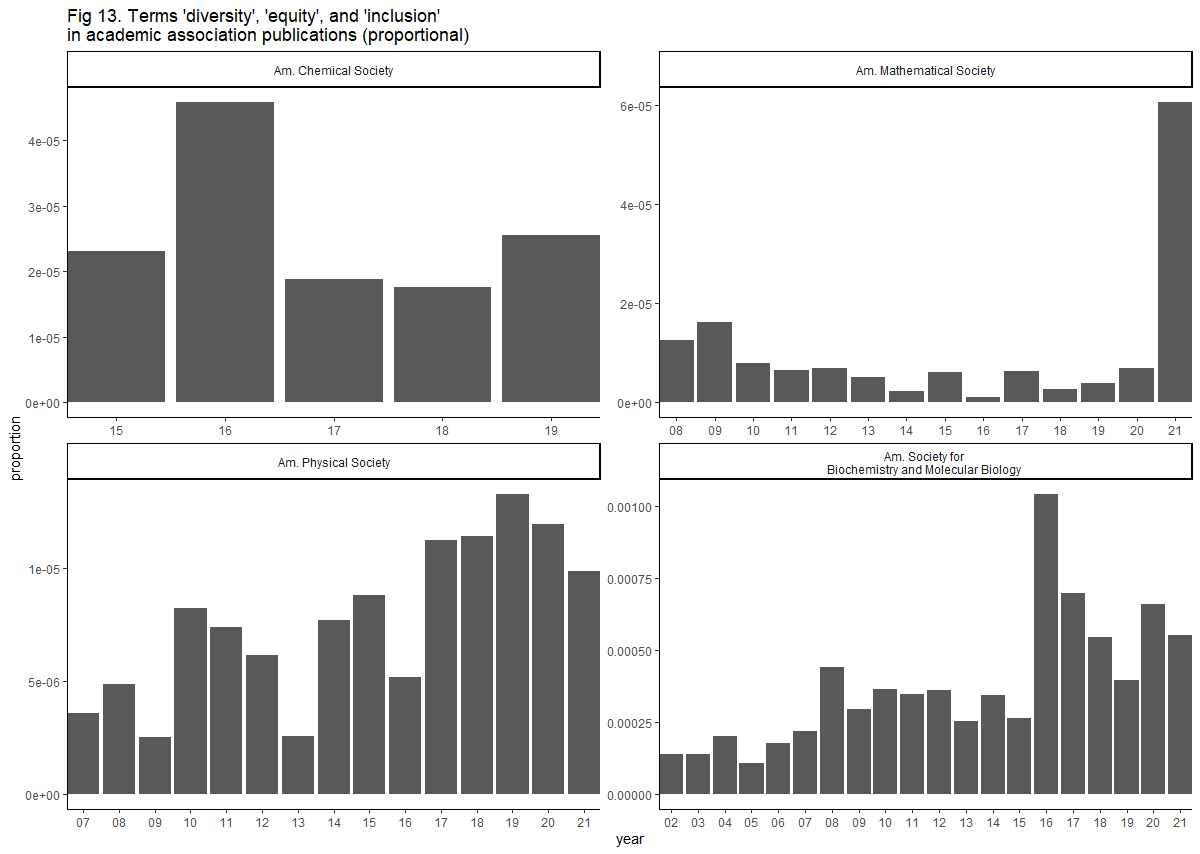 Fig 13. Terms 'diversity', 'equity', and 'inclusion'
in academic association publications (proportional)
Am. Chemical Society
4e-05
3e-05
2e-05
1e-05
0e+00
15 16 17 18 19
Am. Mathematical Society
6e-05
4e-05
2e-05
0e+00
08 09 10 11 12 13 14 15 16 17 18 19 20 21
proportion
Am. Physical Society
1e-05
5e-06
0e+00
07 08 09 10 11 12 13 14 15 16 17 18 19 20 21
Am. Society for
Biochemistry and Molecular Biology
0.00100
0.00075
0.00050
0.00025
0.00000
02 03 04 05 06 07 08 09 10 11 12 13 14 15 16 17 18 19 20 21
year